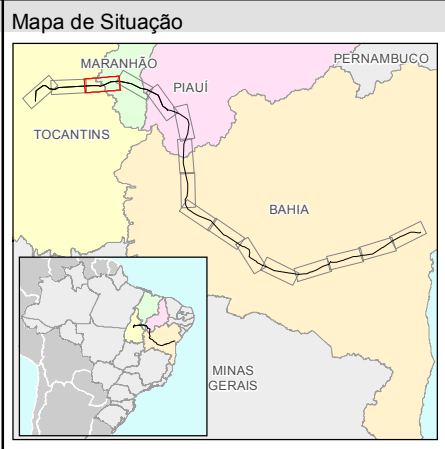 Mapa de Situação
PERNAMBUCO
MARANHÃO
PIAUÍ
TOCANTINS
BAHIA
MINAS
GERAIS